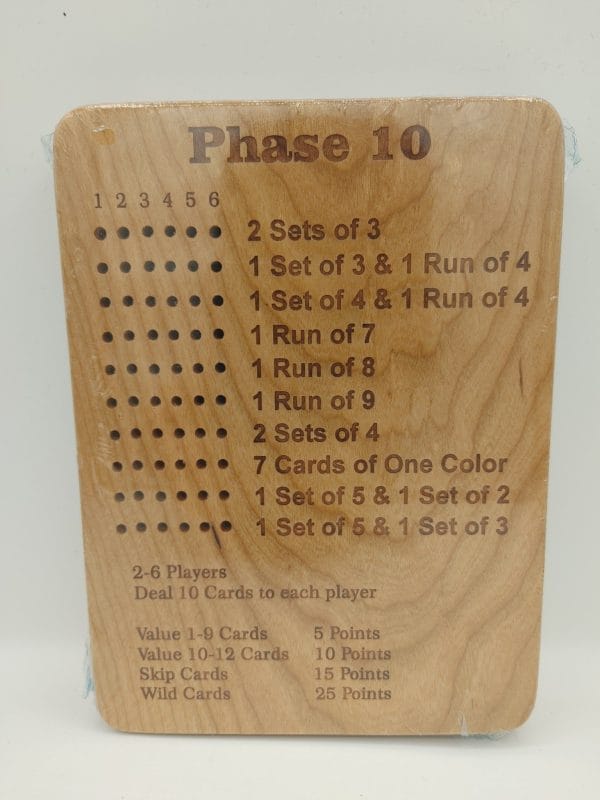 Phase 10
1 2 3 4 5 6
2 Sets of 3
1 Set of 3 & 1 Run of 4
1 Set of 4 & 1 Run of 4
1 Run of 7
1 Run of 8
1 Run of 9
2 Sets of 4
7 Cards of One Color
1 Set of 5 & 1 Set of 2
1 Set of 5 & 1 Set of 3
2-6 Players
Deal 10 Cards to each player
Value 1-9 Cards 5 Points
Value 10-12 Cards 10 Points
Skip Cards 15 Points
Wild Cards 25 Points